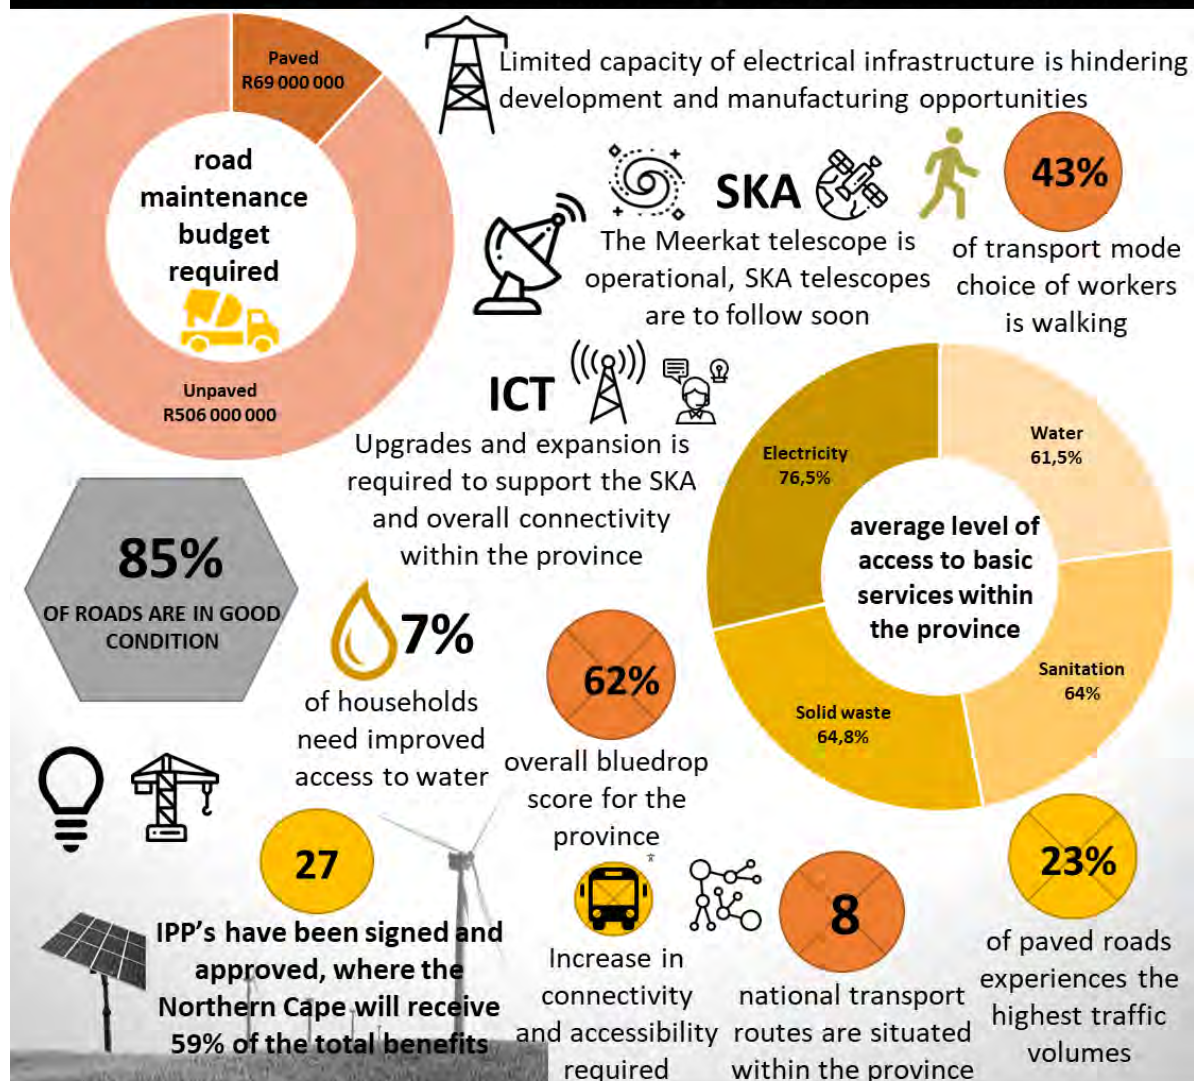 Paved
R69 000 000
road
maintenance
budget
required
Unpaved
R506 000 000
Limited capacity of electrical infrastructure is hindering
development and manufacturing opportunities
SKA
The Meerkat telescope is
operational, SKA telescopes
are to follow soon
43%
of transport mode
choice of workers
is walking
ICT
Upgrades and expansion is
required to support the SKA
and overall connectivity
within the province
Electricity
76,5%
Water
61,5%
average level of
access to basic
services within
the province
Sanitation
64%
Solid waste
64,8%
85%
OF ROADS ARE IN GOOD
CONDITION
7%
of households
need improved
access to water
62%
overall bluedrop
score for the
province
27
IPP's have been signed and
approved, where the
Northern Cape will receive
59% of the total benefits
Increase in
connectivity
and accessibility
required
8
national transport
routes are situated
within the province
23%
of paved roads
experiences the
highest traffic
volumes